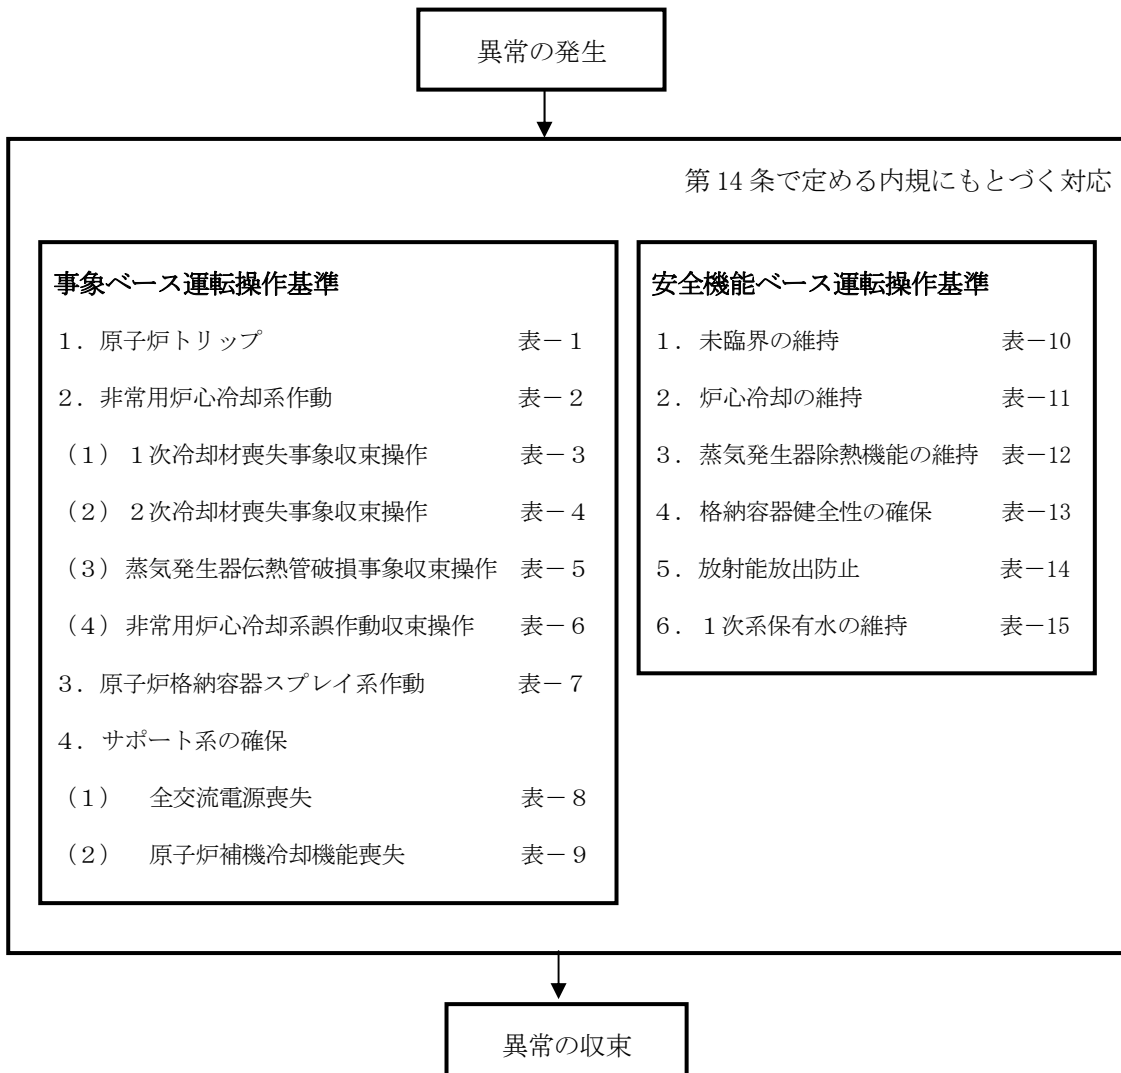 異常の発生
第14条で定める内規にもとづく対応
事象ベース運転操作基準
1．原子炉トリップ 表－1
2．非常用炉心冷却系作動 表－2
（1）1次冷却材喪失事象収束操作 表－3
（2）2次冷却材喪失事象収束操作 表－4
（3）蒸気発生器伝熱管破損事象収束操作 表－5
（4）非常用炉心冷却系誤作動収束操作 表－6
3．原子炉格納容器スプレイ系作動 表－7
4．サポート系の確保
（1） 全交流電源喪失 表－8
（2） 原子炉補機冷却機能喪失 表－9
安全機能ベース運転操作基準
1．未臨界の維持 表－10
2．炉心冷却の維持 表－11
3．蒸気発生器除熱機能の維持 表－12
4．格納容器健全性の確保 表－13
5．放射能放出防止 表－14
6．1次系保有水の維持 表－15
異常の収束